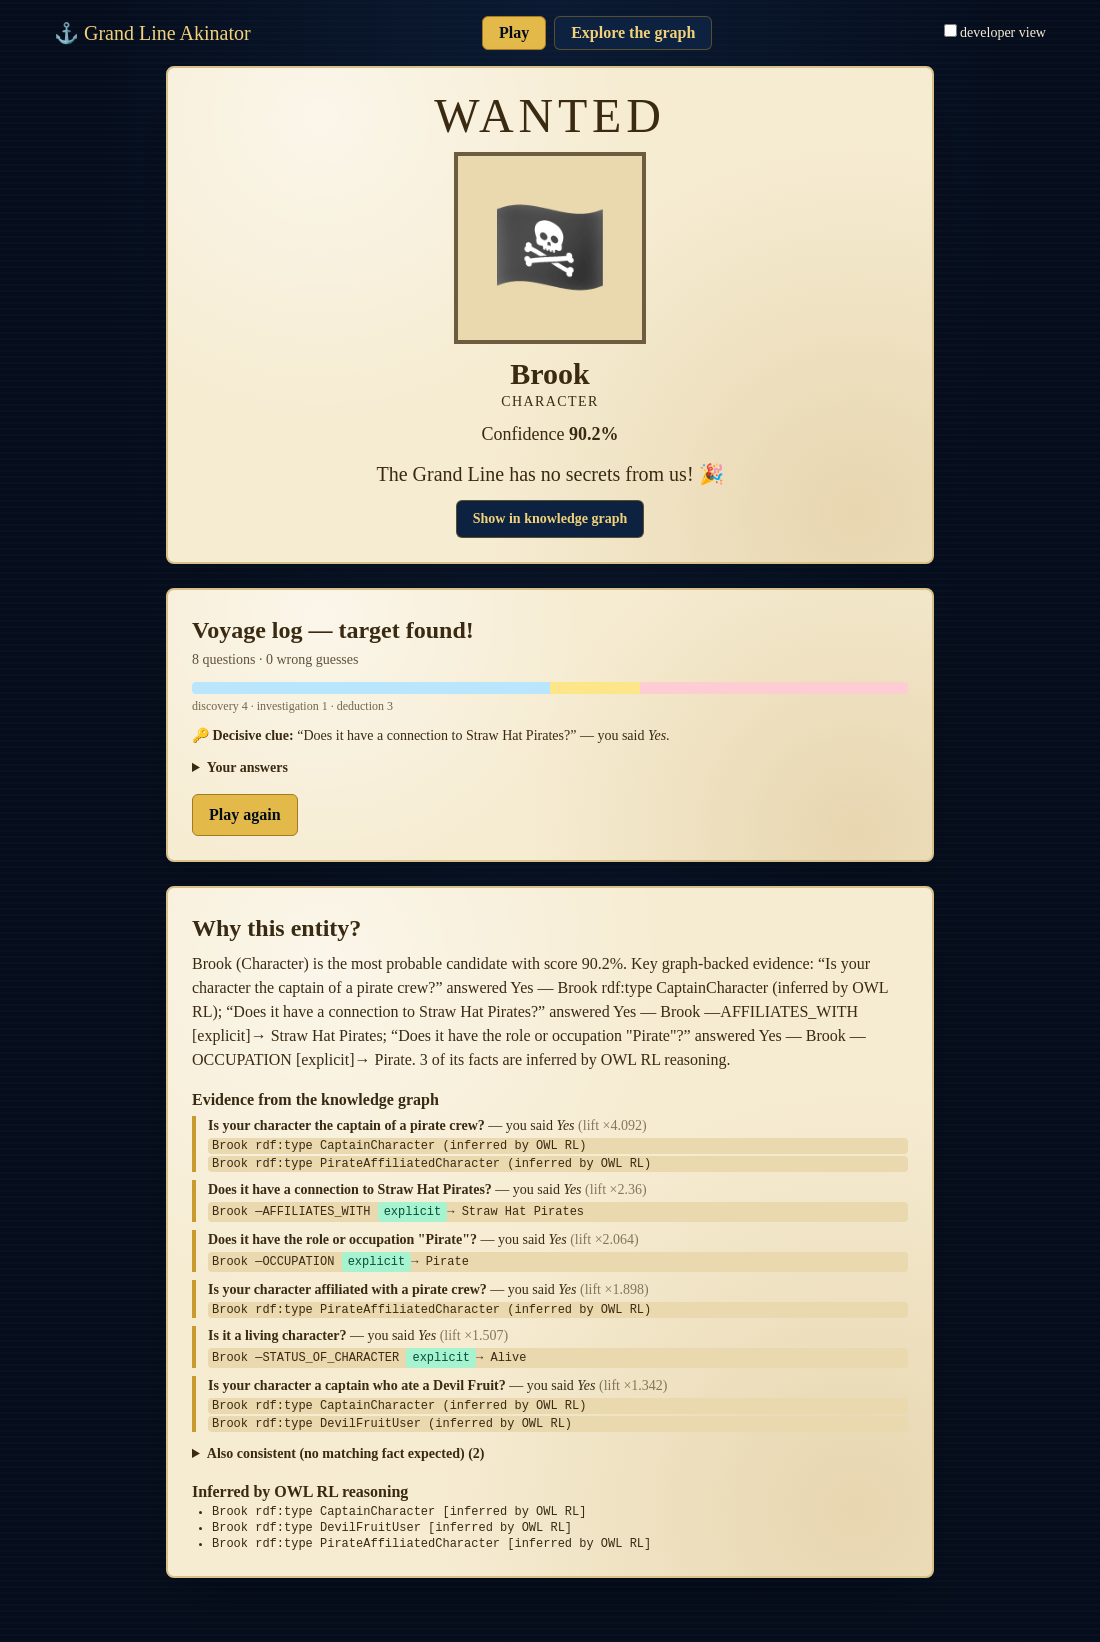 ⚓ Grand Line Akinator
Play
Explore the graph
developer view
WANTED
Brook
CHARACTER
Confidence 90.2%
The Grand Line has no secrets from us! 🎉
Show in knowledge graph
Voyage log — target found!
8 questions · 0 wrong guesses
discovery 4 · investigation 1 · deduction 3
🔑 Decisive clue: “Does it have a connection to Straw Hat Pirates?” — you said Yes.
▶ Your answers
Play again
Why this entity?
Brook (Character) is the most probable candidate with score 90.2%. Key graph-backed evidence: “Is your
character the captain of a pirate crew?” answered Yes — Brook rdf:type CaptainCharacter (inferred by OWL
RL); “Does it have a connection to Straw Hat Pirates?” answered Yes — Brook —AFFILIATES_WITH
[explicit]→ Straw Hat Pirates; “Does it have the role or occupation "Pirate"?” answered Yes — Brook —
OCCUPATION [explicit]→ Pirate. 3 of its facts are inferred by OWL RL reasoning.
Evidence from the knowledge graph
Is your character the captain of a pirate crew? — you said Yes (lift ×4.092)
Brook rdf:type CaptainCharacter (inferred by OWL RL)
Brook rdf:type PirateAffiliatedCharacter (inferred by OWL RL)
Does it have a connection to Straw Hat Pirates? — you said Yes (lift ×2.36)
Brook —AFFILIATES_WITH explicit → Straw Hat Pirates
Does it have the role or occupation "Pirate"? — you said Yes (lift ×2.064)
Brook —OCCUPATION explicit → Pirate
Is your character affiliated with a pirate crew? — you said Yes (lift ×1.898)
Brook rdf:type PirateAffiliatedCharacter (inferred by OWL RL)
Is it a living character? — you said Yes (lift ×1.507)
Brook —STATUS_OF_CHARACTER explicit → Alive
Is your character a captain who ate a Devil Fruit? — you said Yes (lift ×1.342)
Brook rdf:type CaptainCharacter (inferred by OWL RL)
Brook rdf:type DevilFruitUser (inferred by OWL RL)
▶ Also consistent (no matching fact expected) (2)
Inferred by OWL RL reasoning
• Brook rdf:type CaptainCharacter [inferred by OWL RL]
• Brook rdf:type DevilFruitUser [inferred by OWL RL]
• Brook rdf:type PirateAffiliatedCharacter [inferred by OWL RL]